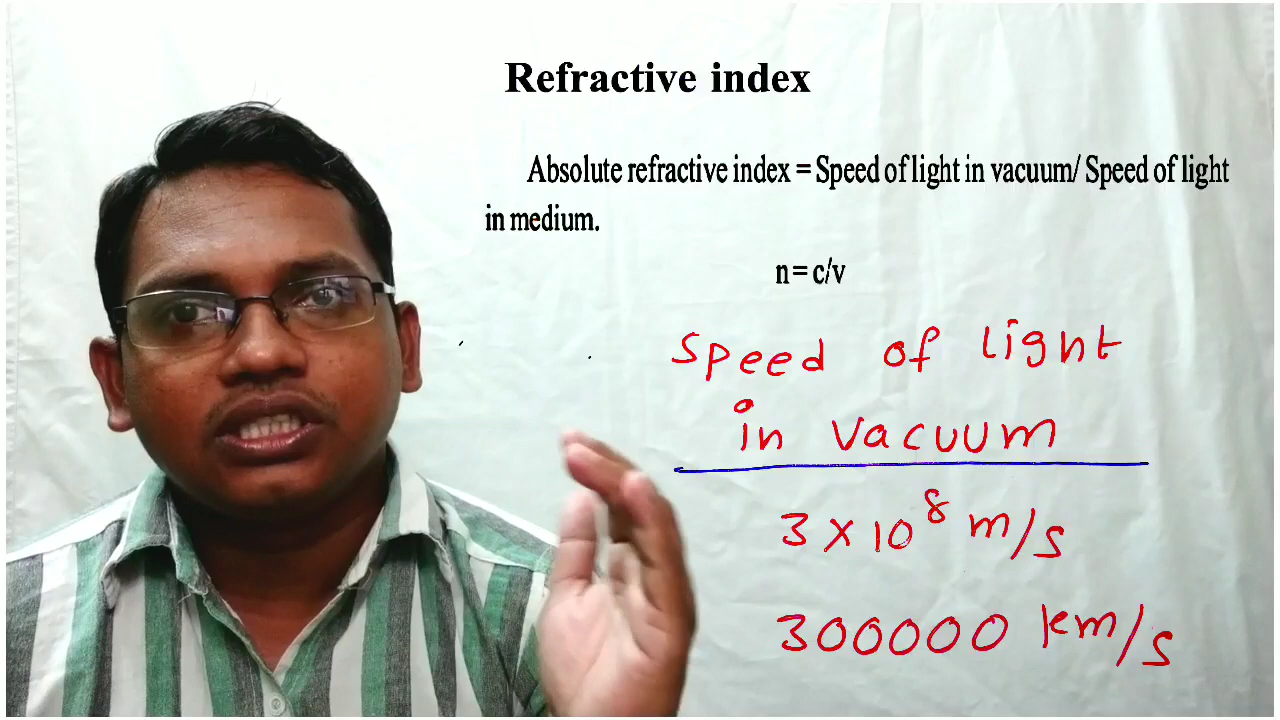 Refractive index
Absolute refractive index = Speed of light in vacuum/ Speed of light
in medium.
n = c/v
Speed of light
in vacuum
3 × 10⁸ m/s
300000 km/s